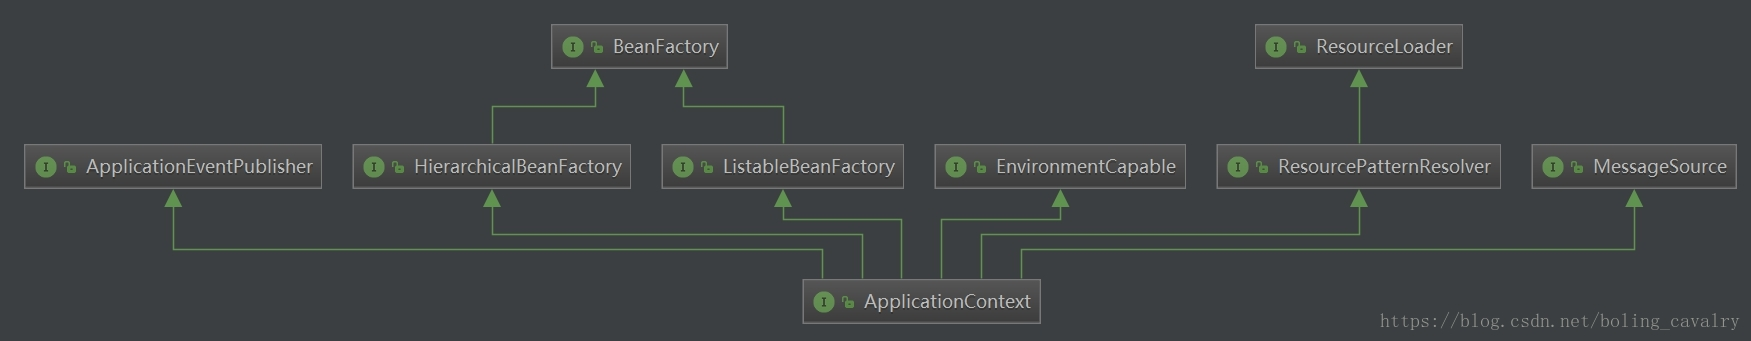 BeanFactory
ResourceLoader
ApplicationEventPublisher
HierarchicalBeanFactory
ListableBeanFactory
EnvironmentCapable
ResourcePatternResolver
MessageSource
ApplicationContext
https://blog.csdn.net/boling_cavalry